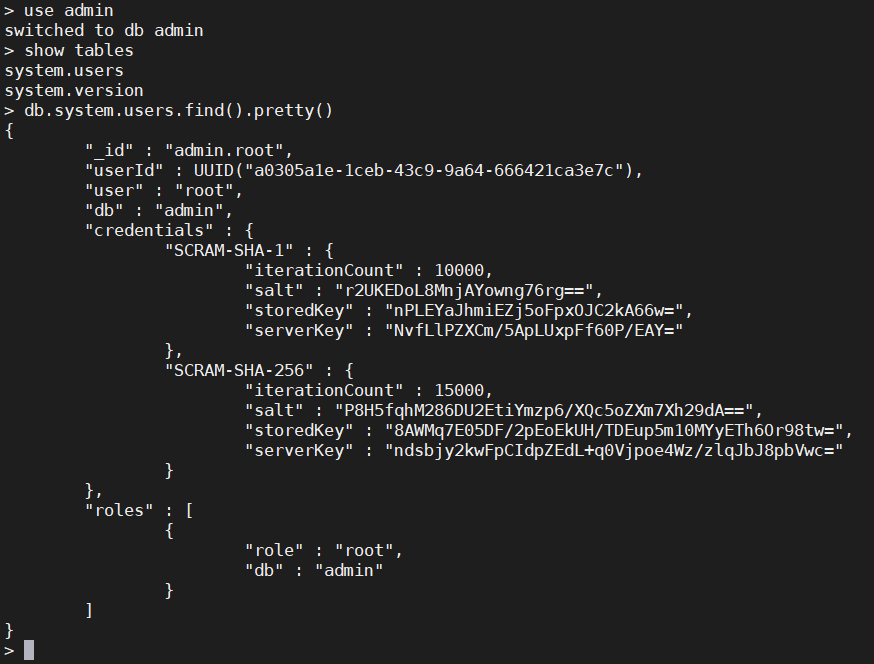 > use admin
switched to db admin
> show tables
system.users
system.version
> db.system.users.find().pretty()
{
        "_id" : "admin.root",
        "userId" : UUID("a0305a1e-1ceb-43c9-9a64-666421ca3e7c"),
        "user" : "root",
        "db" : "admin",
        "credentials" : {
                "SCRAM-SHA-1" : {
                        "iterationCount" : 10000,
                        "salt" : "r2UKEDoL8MnjAYowng76rg==",
                        "storedKey" : "nPLEYaJhmiEZj5oFpxOJC2kA66w=",
                        "serverKey" : "NvfLlPZXCm/5ApLUxpFf60P/EAY="
                },
                "SCRAM-SHA-256" : {
                        "iterationCount" : 15000,
                        "salt" : "P8H5fqhM286DU2EtiYmzp6/XQc5oZXm7Xh29dA==",
                        "storedKey" : "8AWMq7E05DF/2pEoEkUH/TDEup5m10MYyETh6Or98tw=",
                        "serverKey" : "ndsbjy2kwFpCIdpZEdL+q0Vjpoe4Wz/zlqJbJ8pbVwc="
                }
        },
        "roles" : [
                {
                        "role" : "root",
                        "db" : "admin"
                }
        ]
}
>